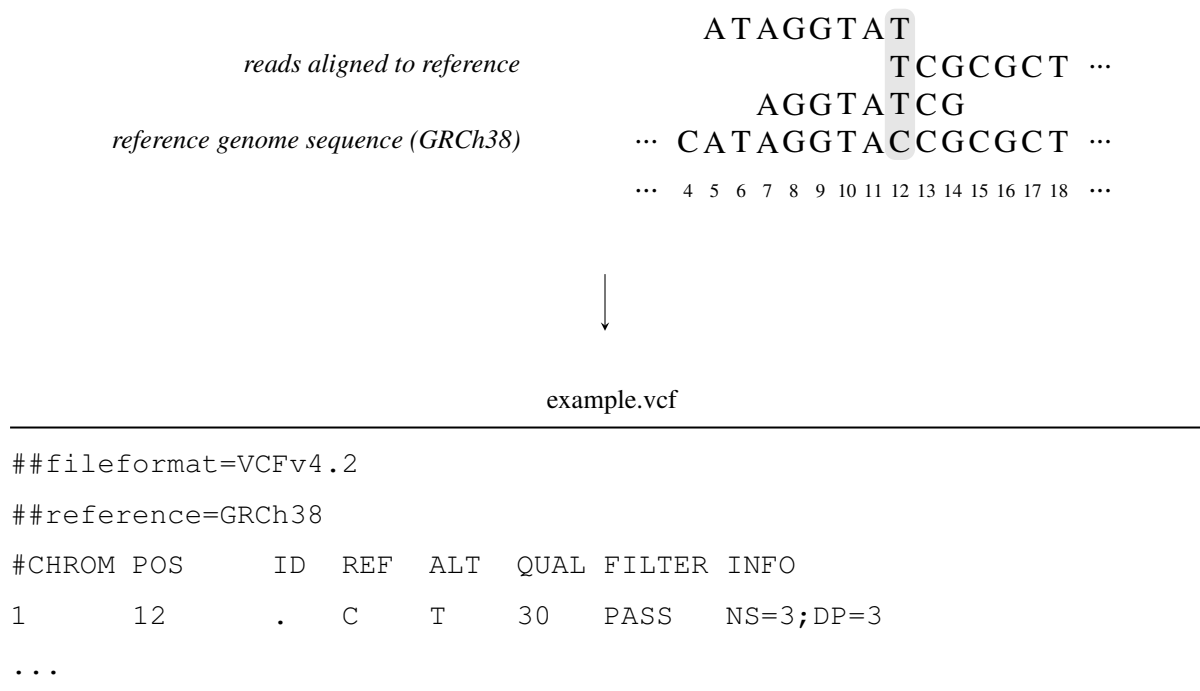 ATAGGTAT
reads aligned to reference TCGCGCT ...
AGGTATCG
reference genome sequence (GRCh38) ... CATAGGTACCGCGCT ...
... 4 5 6 7 8 9 10 11 12 13 14 15 16 17 18 ...
example.vcf
##fileformat=VCFv4.2
##reference=GRCh38
#CHROM POS ID REF ALT QUAL FILTER INFO
1 12 . C T 30 PASS NS=3;DP=3
...